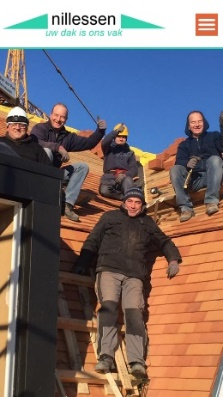 nillessen
uw dak is ons vak